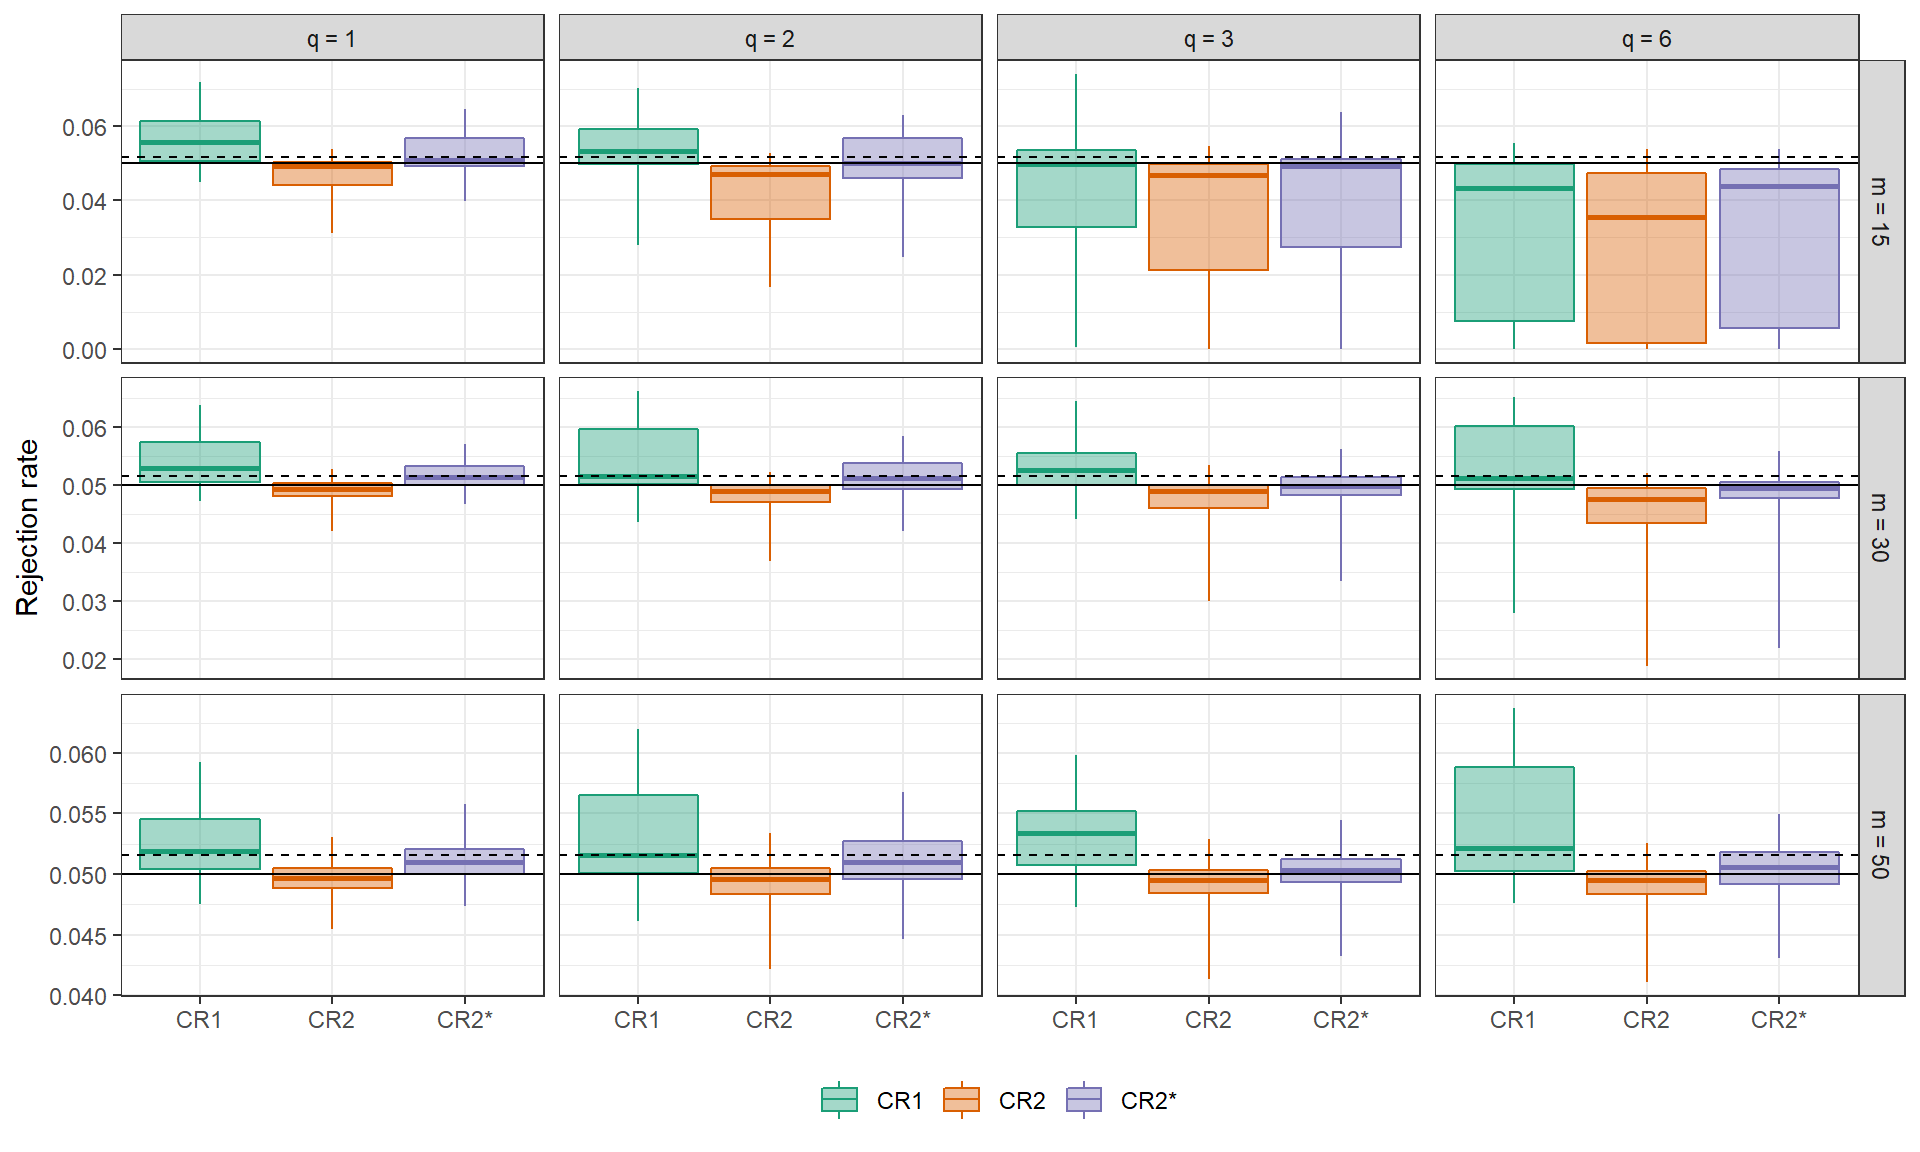 q = 1 q = 2 q = 3 q = 6
Rejection rate
0.06
0.04
0.02
0.00
m = 15
0.06
0.05
0.04
0.03
0.02
m = 30
0.060
0.055
0.050
0.045
0.040
m = 50
CR1 CR2 CR2* CR1 CR2 CR2* CR1 CR2 CR2* CR1 CR2 CR2*
CR1 CR2 CR2*